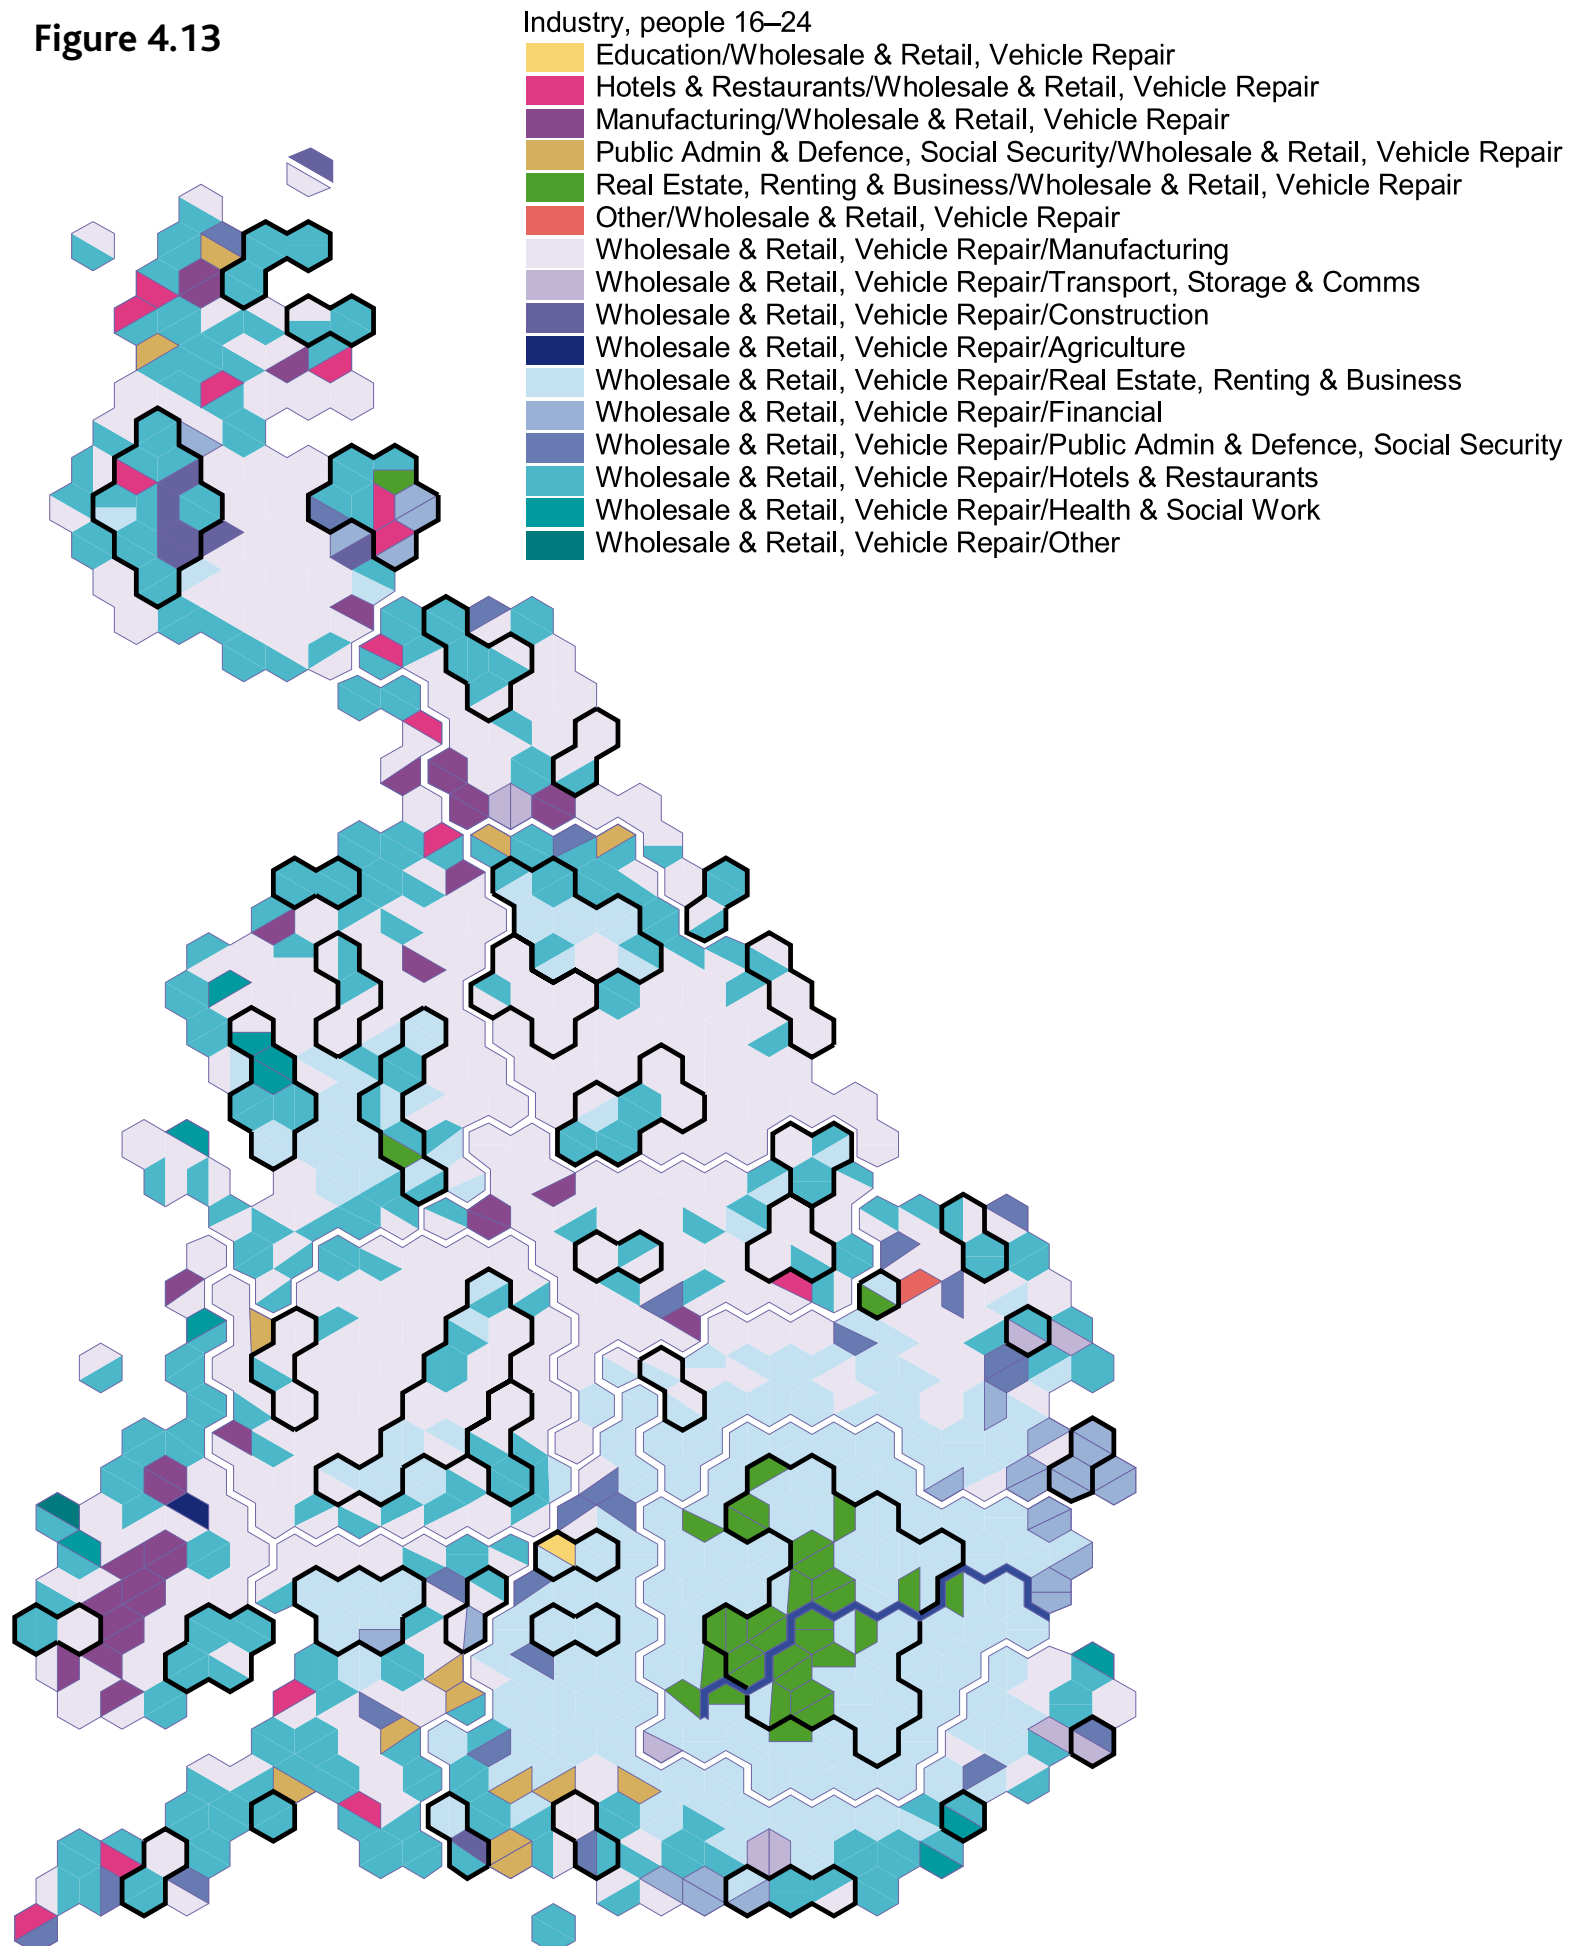 Figure 4.13
Industry, people 16–24
Education/Wholesale & Retail, Vehicle Repair
Hotels & Restaurants/Wholesale & Retail, Vehicle Repair
Manufacturing/Wholesale & Retail, Vehicle Repair
Public Admin & Defence, Social Security/Wholesale & Retail, Vehicle Repair
Real Estate, Renting & Business/Wholesale & Retail, Vehicle Repair
Other/Wholesale & Retail, Vehicle Repair
Wholesale & Retail, Vehicle Repair/Manufacturing
Wholesale & Retail, Vehicle Repair/Transport, Storage & Comms
Wholesale & Retail, Vehicle Repair/Construction
Wholesale & Retail, Vehicle Repair/Agriculture
Wholesale & Retail, Vehicle Repair/Real Estate, Renting & Business
Wholesale & Retail, Vehicle Repair/Financial
Wholesale & Retail, Vehicle Repair/Public Admin & Defence, Social Security
Wholesale & Retail, Vehicle Repair/Hotels & Restaurants
Wholesale & Retail, Vehicle Repair/Health & Social Work
Wholesale & Retail, Vehicle Repair/Other